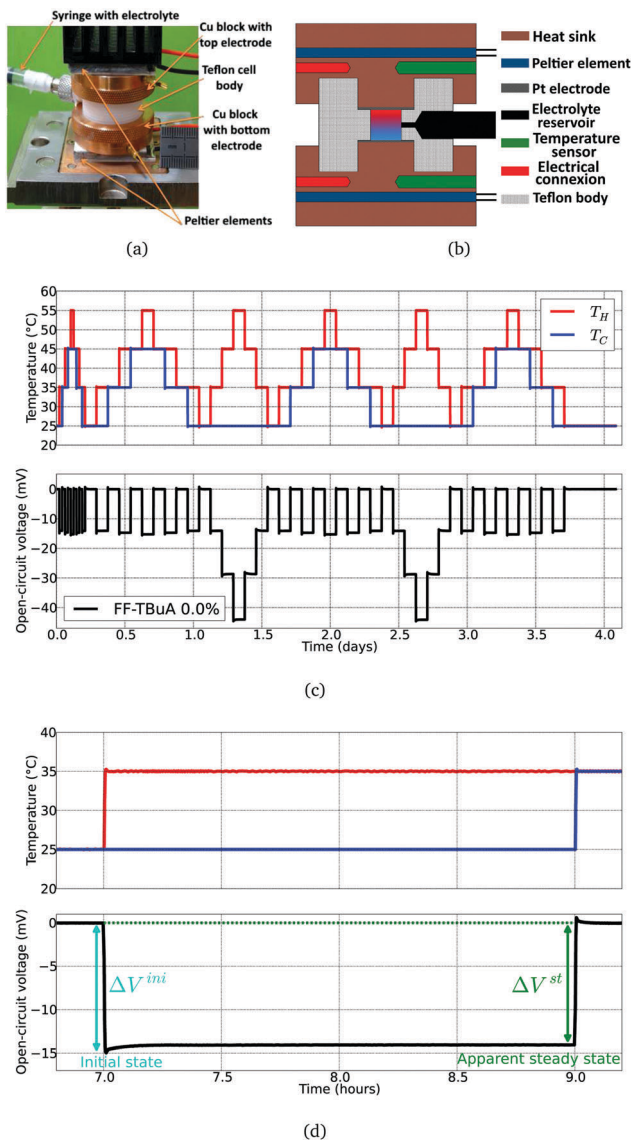 Syringe with electrolyte
Cu block with
top electrode
Teflon cell
body
Cu block
with bottom
electrode
Peltier elements
(a)
Heat sink
Peltier element
Pt electrode
Electrolyte
reservoir
Temperature
sensor
Electrical
connexion
Teflon body
(b)
Temperature (°C)
60
55
50
45
40
35
30
25
20
T_H
T_C
Open-circuit voltage (mV)
0
−10
−20
−30
−40
FF-TBuA 0.0%
0.0 0.5 1.0 1.5 2.0 2.5 3.0 3.5 4.0
Time (days)
(c)
Temperature (°C)
40
35
30
25
20
Open-circuit voltage (mV)
0
−5
−10
−15
ΔV^ini
ΔV^st
Initial state
Apparent steady state
7.0 7.5 8.0 8.5 9.0
Time (hours)
(d)